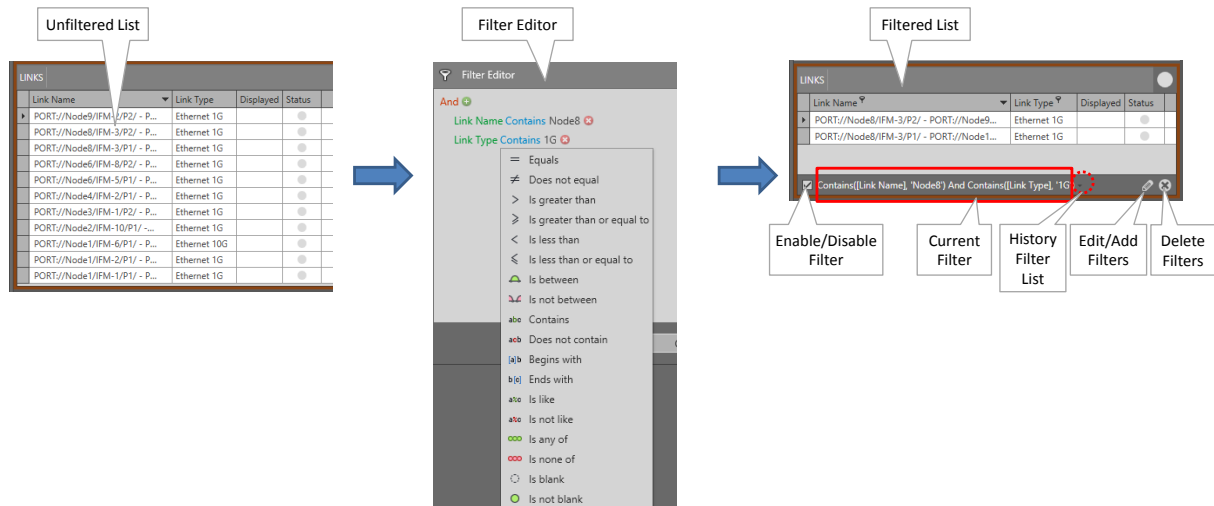 Unfiltered List
LINKS
Link Name Link Type Displayed Status
PORT://Node9/IFM-2/P2/ - P... Ethernet 1G
PORT://Node8/IFM-3/P2/ - P... Ethernet 1G
PORT://Node8/IFM-3/P1/ - P... Ethernet 1G
PORT://Node6/IFM-8/P2/ - P... Ethernet 1G
PORT://Node6/IFM-5/P1/ - P... Ethernet 1G
PORT://Node4/IFM-2/P1/ - P... Ethernet 1G
PORT://Node3/IFM-1/P2/ - P... Ethernet 1G
PORT://Node2/IFM-10/P1/ -... Ethernet 1G
PORT://Node1/IFM-6/P1/ - P... Ethernet 10G
PORT://Node1/IFM-2/P1/ - P... Ethernet 1G
PORT://Node1/IFM-1/P1/ - P... Ethernet 1G
Filter Editor
Filter Editor
And
Link Name Contains Node8
Link Type Contains 1G
= Equals
≠ Does not equal
> Is greater than
⩾ Is greater than or equal to
< Is less than
⩽ Is less than or equal to
Is between
Is not between
abc Contains
acb Does not contain
[a]b Begins with
b[c] Ends with
a%c Is like
a%c Is not like
Is any of
Is none of
Is blank
Is not blank
Filtered List
LINKS
Link Name Link Type Displayed Status
PORT://Node8/IFM-3/P2/ - PORT://Node9... Ethernet 1G
PORT://Node8/IFM-3/P1/ - PORT://Node1... Ethernet 1G
Contains([Link Name], 'Node8') And Contains([Link Type], '1G')
Enable/Disable
Filter
Current
Filter
History
Filter
List
Edit/Add
Filters
Delete
Filters